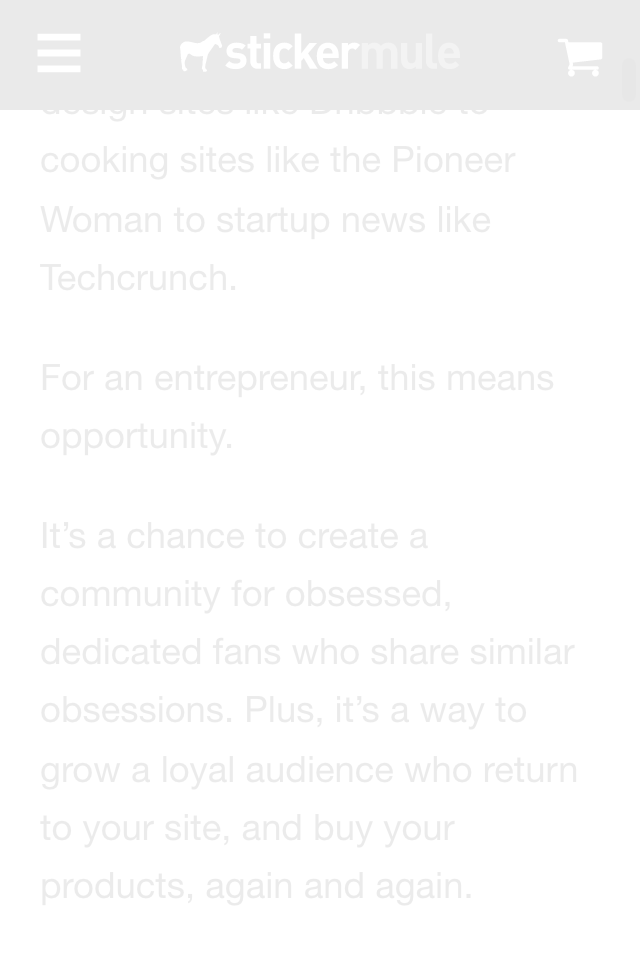 stickermule
design sites like Dribbble to
cooking sites like the Pioneer
Woman to startup news like
Techcrunch.
For an entrepreneur, this means
opportunity.
It’s a chance to create a
community for obsessed,
dedicated fans who share similar
obsessions. Plus, it’s a way to
grow a loyal audience who return
to your site, and buy your
products, again and again.